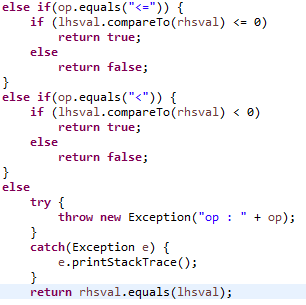 else if(op.equals("<=")) {
    if (lhsval.compareTo(rhsval) <= 0)
        return true;
    else
        return false;
}
else if(op.equals("<")) {
    if (lhsval.compareTo(rhsval) < 0)
        return true;
    else
        return false;
}
else
    try {
        throw new Exception("op : " + op);
    }
    catch(Exception e) {
        e.printStackTrace();
    }
    return rhsval.equals(lhsval);